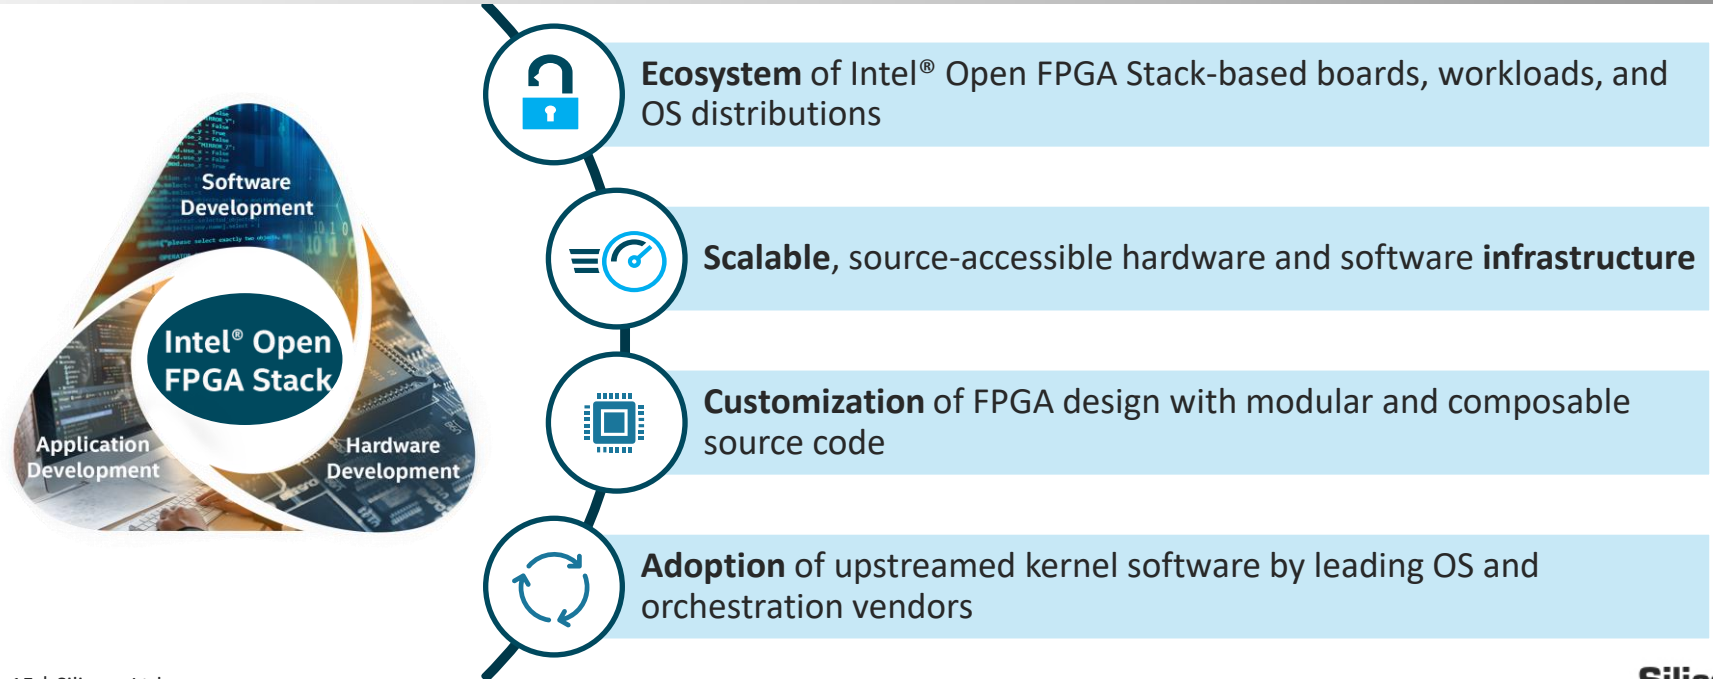 Software
Development
Intel® Open
FPGA Stack
Application
Development
Hardware
Development
Ecosystem of Intel® Open FPGA Stack-based boards, workloads, and
OS distributions
Scalable, source-accessible hardware and software infrastructure
Customization of FPGA design with modular and composable
source code
Adoption of upstreamed kernel software by leading OS and
orchestration vendors